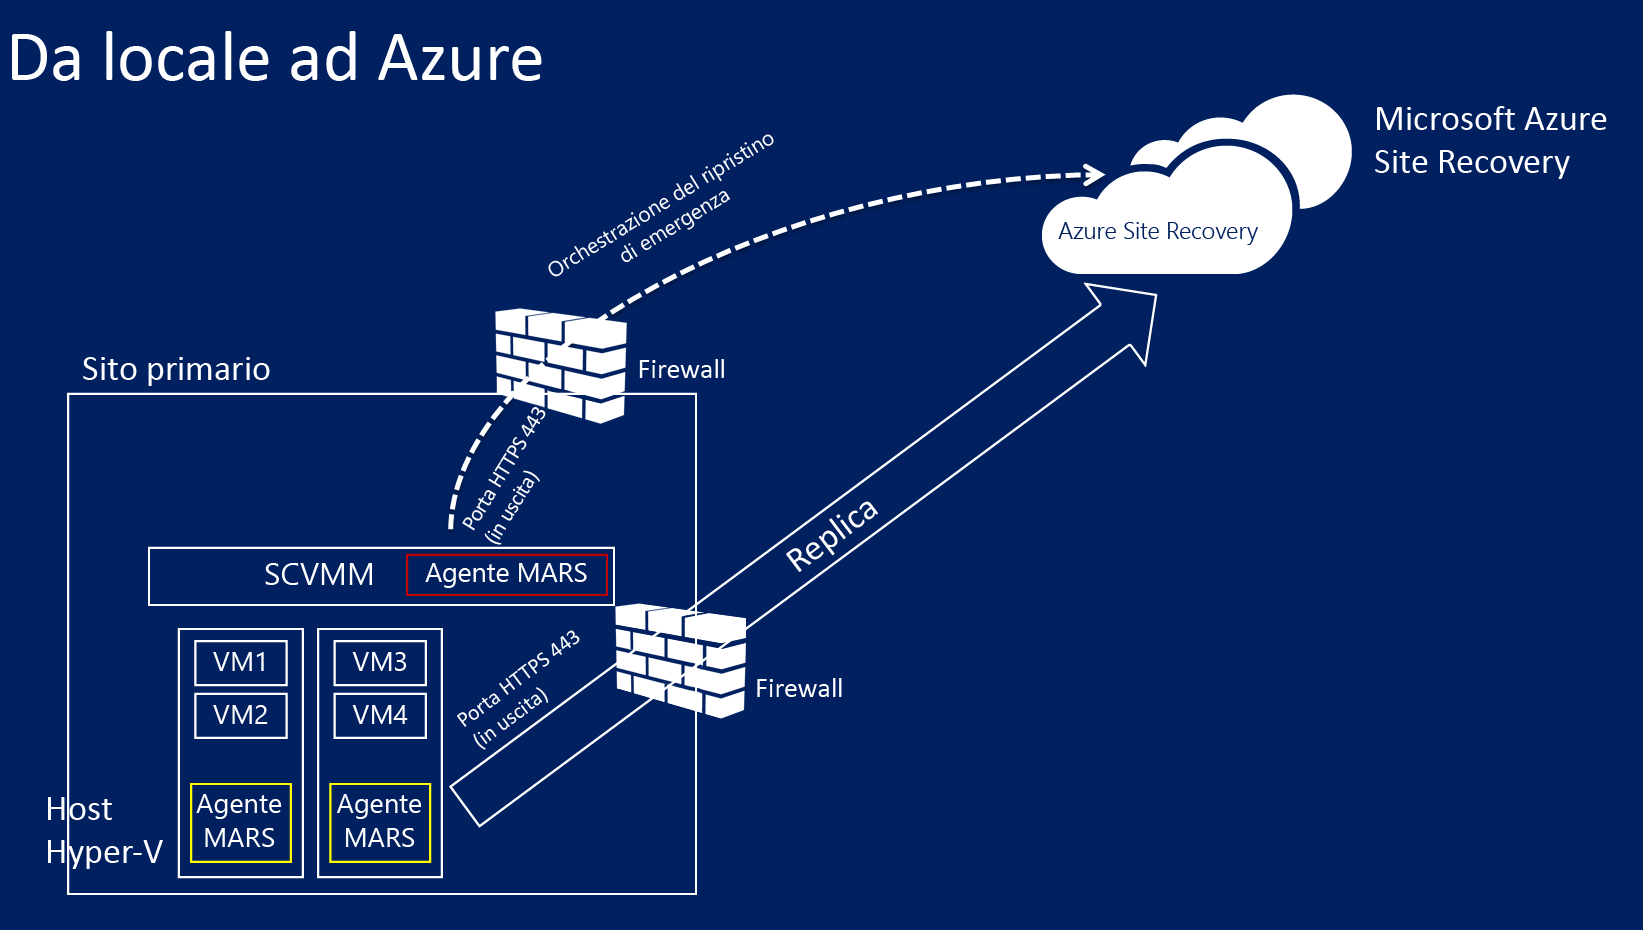 Da locale ad Azure
Microsoft Azure
Site Recovery
Orchestrazione del ripristino
di emergenza
Azure Site Recovery
Sito primario
Firewall
Porta HTTPS 443
(in uscita)
Replica
SCVMM
Agente MARS
VM1
VM3
VM2
VM4
Porta HTTPS 443
(in uscita)
Firewall
Host
Hyper-V
Agente
MARS
Agente
MARS